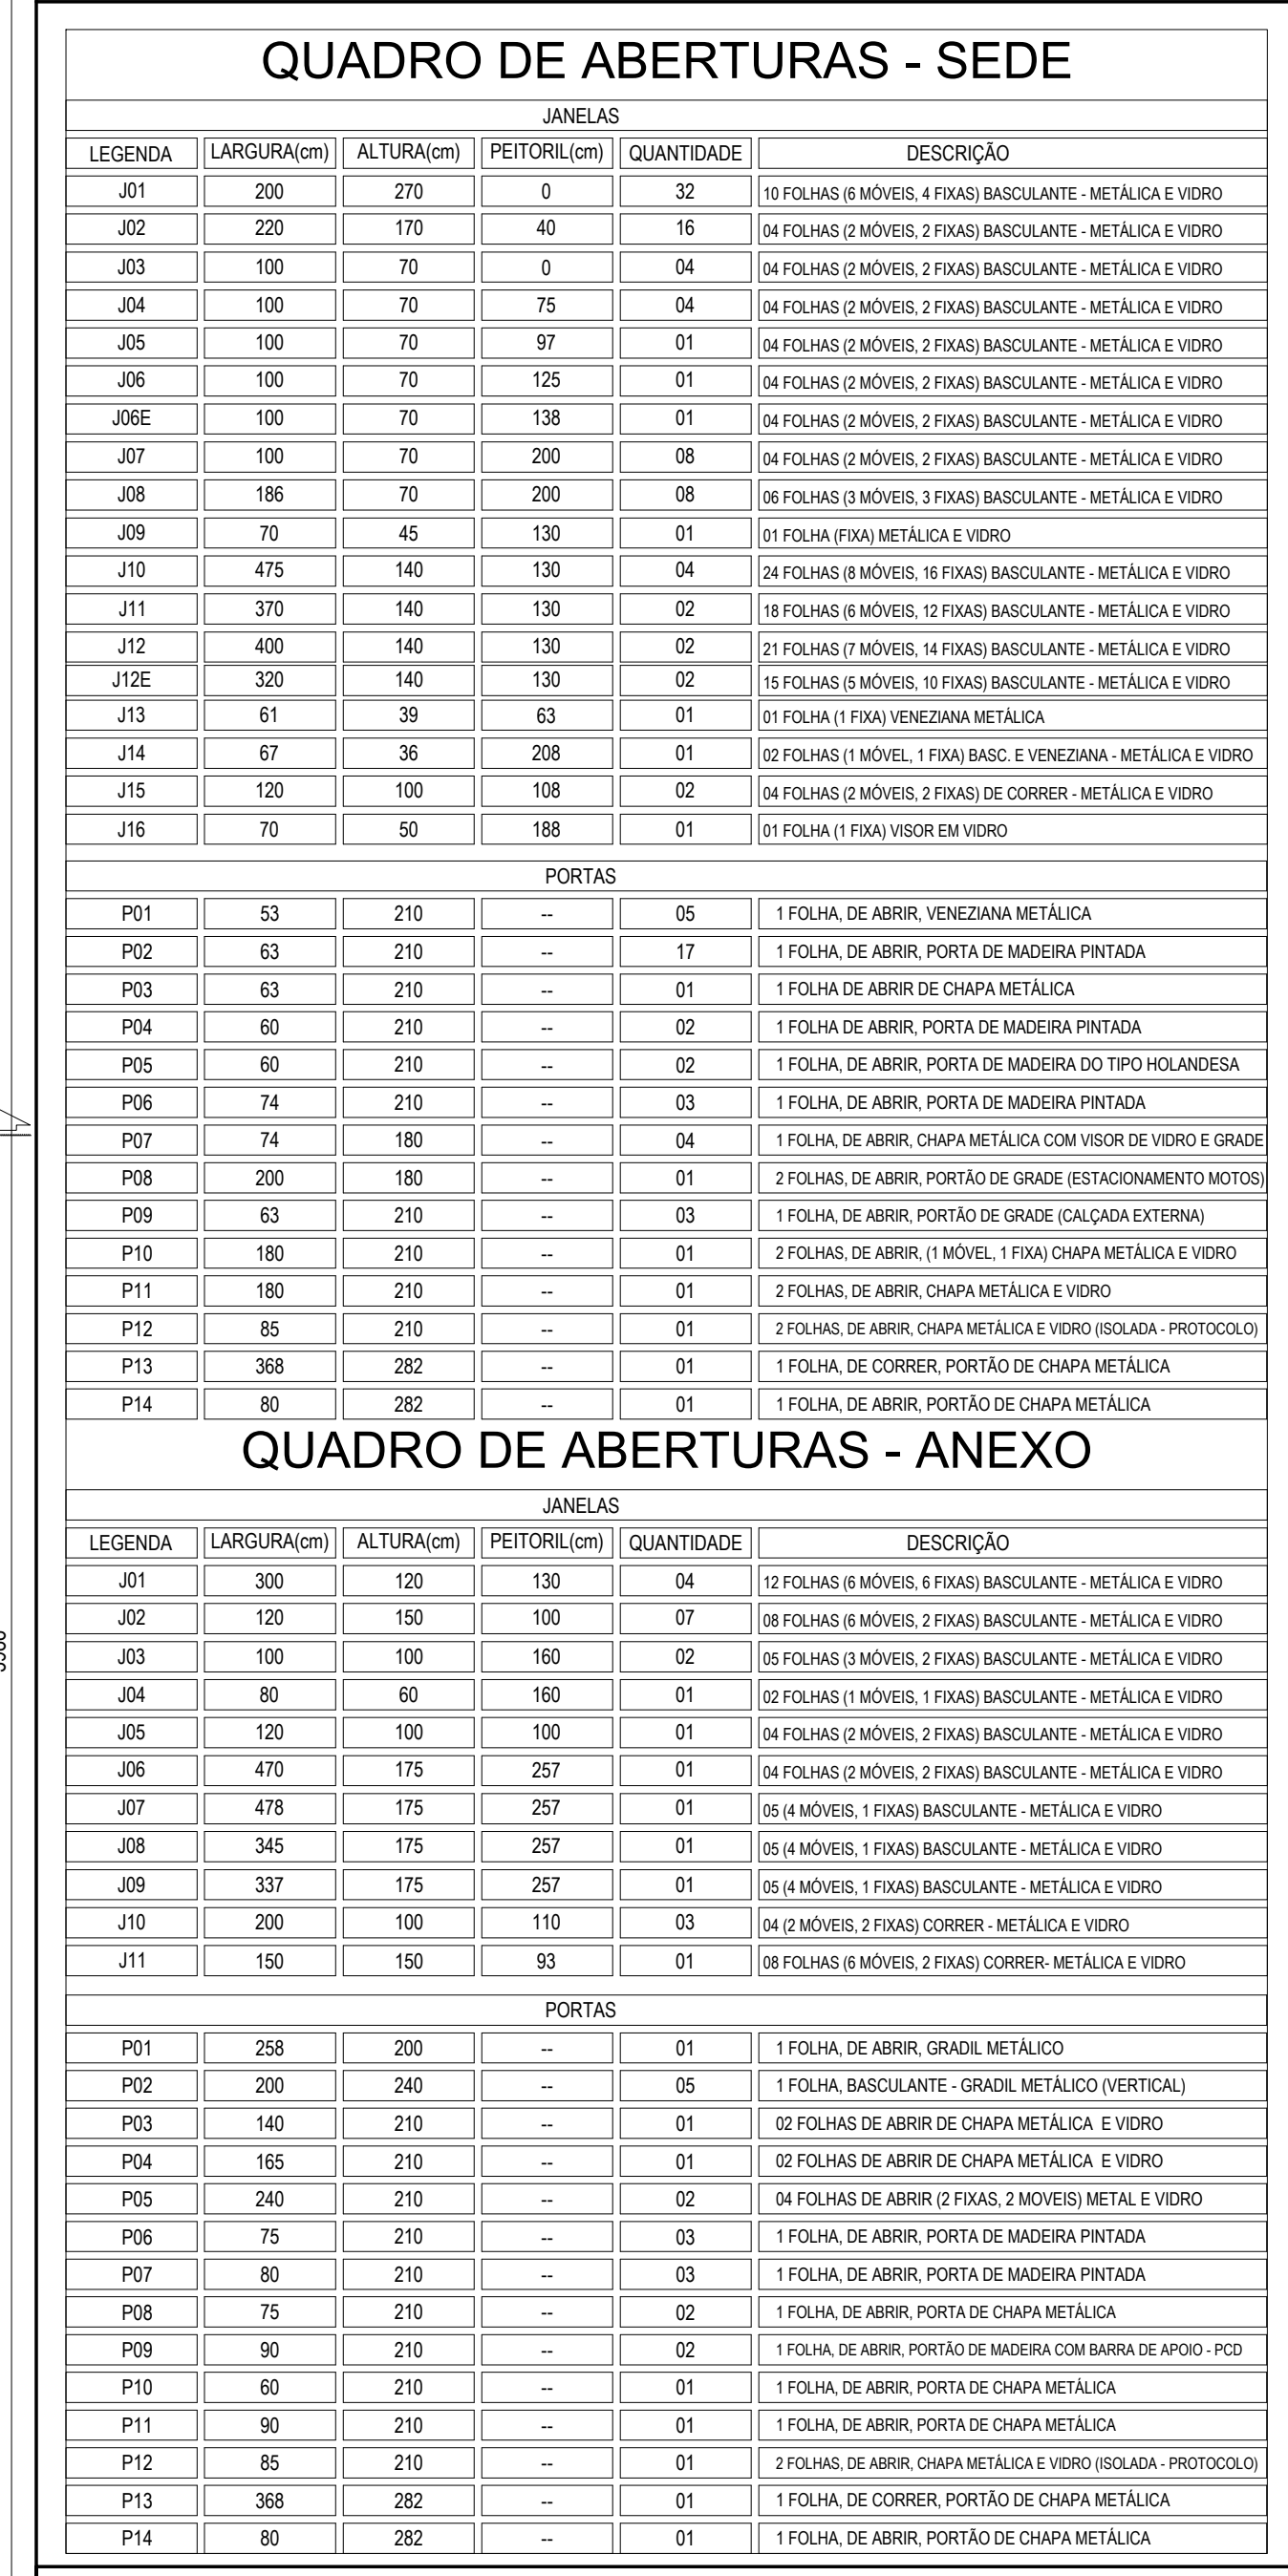 QUADRO DE ABERTURAS - SEDE
JANELAS
LEGENDA LARGURA(cm) ALTURA(cm) PEITORIL(cm) QUANTIDADE DESCRIÇÃO
J01 200 270 0 32 10 FOLHAS (6 MÓVEIS, 4 FIXAS) BASCULANTE - METÁLICA E VIDRO
J02 220 170 40 16 04 FOLHAS (2 MÓVEIS, 2 FIXAS) BASCULANTE - METÁLICA E VIDRO
J03 100 70 0 04 04 FOLHAS (2 MÓVEIS, 2 FIXAS) BASCULANTE - METÁLICA E VIDRO
J04 100 70 75 04 04 FOLHAS (2 MÓVEIS, 2 FIXAS) BASCULANTE - METÁLICA E VIDRO
J05 100 70 97 01 04 FOLHAS (2 MÓVEIS, 2 FIXAS) BASCULANTE - METÁLICA E VIDRO
J06 100 70 125 01 04 FOLHAS (2 MÓVEIS, 2 FIXAS) BASCULANTE - METÁLICA E VIDRO
J06E 100 70 138 01 04 FOLHAS (2 MÓVEIS, 2 FIXAS) BASCULANTE - METÁLICA E VIDRO
J07 100 70 200 08 04 FOLHAS (2 MÓVEIS, 2 FIXAS) BASCULANTE - METÁLICA E VIDRO
J08 186 70 200 08 06 FOLHAS (3 MÓVEIS, 3 FIXAS) BASCULANTE - METÁLICA E VIDRO
J09 70 45 130 01 01 FOLHA (FIXA) METÁLICA E VIDRO
J10 475 140 130 04 24 FOLHAS (8 MÓVEIS, 16 FIXAS) BASCULANTE - METÁLICA E VIDRO
J11 370 140 130 02 18 FOLHAS (6 MÓVEIS, 12 FIXAS) BASCULANTE - METÁLICA E VIDRO
J12 400 140 130 02 21 FOLHAS (7 MÓVEIS, 14 FIXAS) BASCULANTE - METÁLICA E VIDRO
J12E 320 140 130 02 15 FOLHAS (5 MÓVEIS, 10 FIXAS) BASCULANTE - METÁLICA E VIDRO
J13 61 39 63 01 01 FOLHA (1 FIXA) VENEZIANA METÁLICA
J14 67 36 208 01 02 FOLHAS (1 MÓVEL, 1 FIXA) BASC. E VENEZIANA - METÁLICA E VIDRO
J15 120 100 108 02 04 FOLHAS (2 MÓVEIS, 2 FIXAS) DE CORRER - METÁLICA E VIDRO
J16 70 50 188 01 01 FOLHA (1 FIXA) VISOR EM VIDRO
PORTAS
P01 53 210 -- 05 1 FOLHA, DE ABRIR, VENEZIANA METÁLICA
P02 63 210 -- 17 1 FOLHA, DE ABRIR, PORTA DE MADEIRA PINTADA
P03 63 210 -- 01 1 FOLHA DE ABRIR DE CHAPA METÁLICA
P04 60 210 -- 02 1 FOLHA DE ABRIR, PORTA DE MADEIRA PINTADA
P05 60 210 -- 02 1 FOLHA, DE ABRIR, PORTA DE MADEIRA DO TIPO HOLANDESA
P06 74 210 -- 03 1 FOLHA, DE ABRIR, PORTA DE MADEIRA PINTADA
P07 74 180 -- 04 1 FOLHA, DE ABRIR, CHAPA METÁLICA COM VISOR DE VIDRO E GRADE
P08 200 180 -- 01 2 FOLHAS, DE ABRIR, PORTÃO DE GRADE (ESTACIONAMENTO MOTOS)
P09 63 210 -- 03 1 FOLHA, DE ABRIR, PORTÃO DE GRADE (CALÇADA EXTERNA)
P10 180 210 -- 01 2 FOLHAS, DE ABRIR, (1 MÓVEL, 1 FIXA) CHAPA METÁLICA E VIDRO
P11 180 210 -- 01 2 FOLHAS, DE ABRIR, CHAPA METÁLICA E VIDRO
P12 85 210 -- 01 2 FOLHAS, DE ABRIR, CHAPA METÁLICA E VIDRO (ISOLADA - PROTOCOLO)
P13 368 282 -- 01 1 FOLHA, DE CORRER, PORTÃO DE CHAPA METÁLICA
P14 80 282 -- 01 1 FOLHA, DE ABRIR, PORTÃO DE CHAPA METÁLICA
QUADRO DE ABERTURAS - ANEXO
JANELAS
LEGENDA LARGURA(cm) ALTURA(cm) PEITORIL(cm) QUANTIDADE DESCRIÇÃO
J01 300 120 130 04 12 FOLHAS (6 MÓVEIS, 6 FIXAS) BASCULANTE - METÁLICA E VIDRO
J02 120 150 100 07 08 FOLHAS (6 MÓVEIS, 2 FIXAS) BASCULANTE - METÁLICA E VIDRO
J03 100 100 160 02 05 FOLHAS (3 MÓVEIS, 2 FIXAS) BASCULANTE - METÁLICA E VIDRO
J04 80 60 160 01 02 FOLHAS (1 MÓVEIS, 1 FIXAS) BASCULANTE - METÁLICA E VIDRO
J05 120 100 100 01 04 FOLHAS (2 MÓVEIS, 2 FIXAS) BASCULANTE - METÁLICA E VIDRO
J06 470 175 257 01 04 FOLHAS (2 MÓVEIS, 2 FIXAS) BASCULANTE - METÁLICA E VIDRO
J07 478 175 257 01 05 (4 MÓVEIS, 1 FIXAS) BASCULANTE - METÁLICA E VIDRO
J08 345 175 257 01 05 (4 MÓVEIS, 1 FIXAS) BASCULANTE - METÁLICA E VIDRO
J09 337 175 257 01 05 (4 MÓVEIS, 1 FIXAS) BASCULANTE - METÁLICA E VIDRO
J10 200 100 110 03 04 (2 MÓVEIS, 2 FIXAS) CORRER - METÁLICA E VIDRO
J11 150 150 93 01 08 FOLHAS (6 MÓVEIS, 2 FIXAS) CORRER- METÁLICA E VIDRO
PORTAS
P01 258 200 -- 01 1 FOLHA, DE ABRIR, GRADIL METÁLICO
P02 200 240 -- 05 1 FOLHA, BASCULANTE - GRADIL METÁLICO (VERTICAL)
P03 140 210 -- 01 02 FOLHAS DE ABRIR DE CHAPA METÁLICA E VIDRO
P04 165 210 -- 01 02 FOLHAS DE ABRIR DE CHAPA METÁLICA E VIDRO
P05 240 210 -- 02 04 FOLHAS DE ABRIR (2 FIXAS, 2 MOVEIS) METAL E VIDRO
P06 75 210 -- 03 1 FOLHA, DE ABRIR, PORTA DE MADEIRA PINTADA
P07 80 210 -- 03 1 FOLHA, DE ABRIR, PORTA DE MADEIRA PINTADA
P08 75 210 -- 02 1 FOLHA, DE ABRIR, PORTA DE CHAPA METÁLICA
P09 90 210 -- 02 1 FOLHA, DE ABRIR, PORTÃO DE MADEIRA COM BARRA DE APOIO - PCD
P10 60 210 -- 01 1 FOLHA, DE ABRIR, PORTA DE CHAPA METÁLICA
P11 90 210 -- 01 1 FOLHA, DE ABRIR, PORTA DE CHAPA METÁLICA
P12 85 210 -- 01 2 FOLHAS, DE ABRIR, CHAPA METÁLICA E VIDRO (ISOLADA - PROTOCOLO)
P13 368 282 -- 01 1 FOLHA, DE CORRER, PORTÃO DE CHAPA METÁLICA
P14 80 282 -- 01 1 FOLHA, DE ABRIR, PORTÃO DE CHAPA METÁLICA